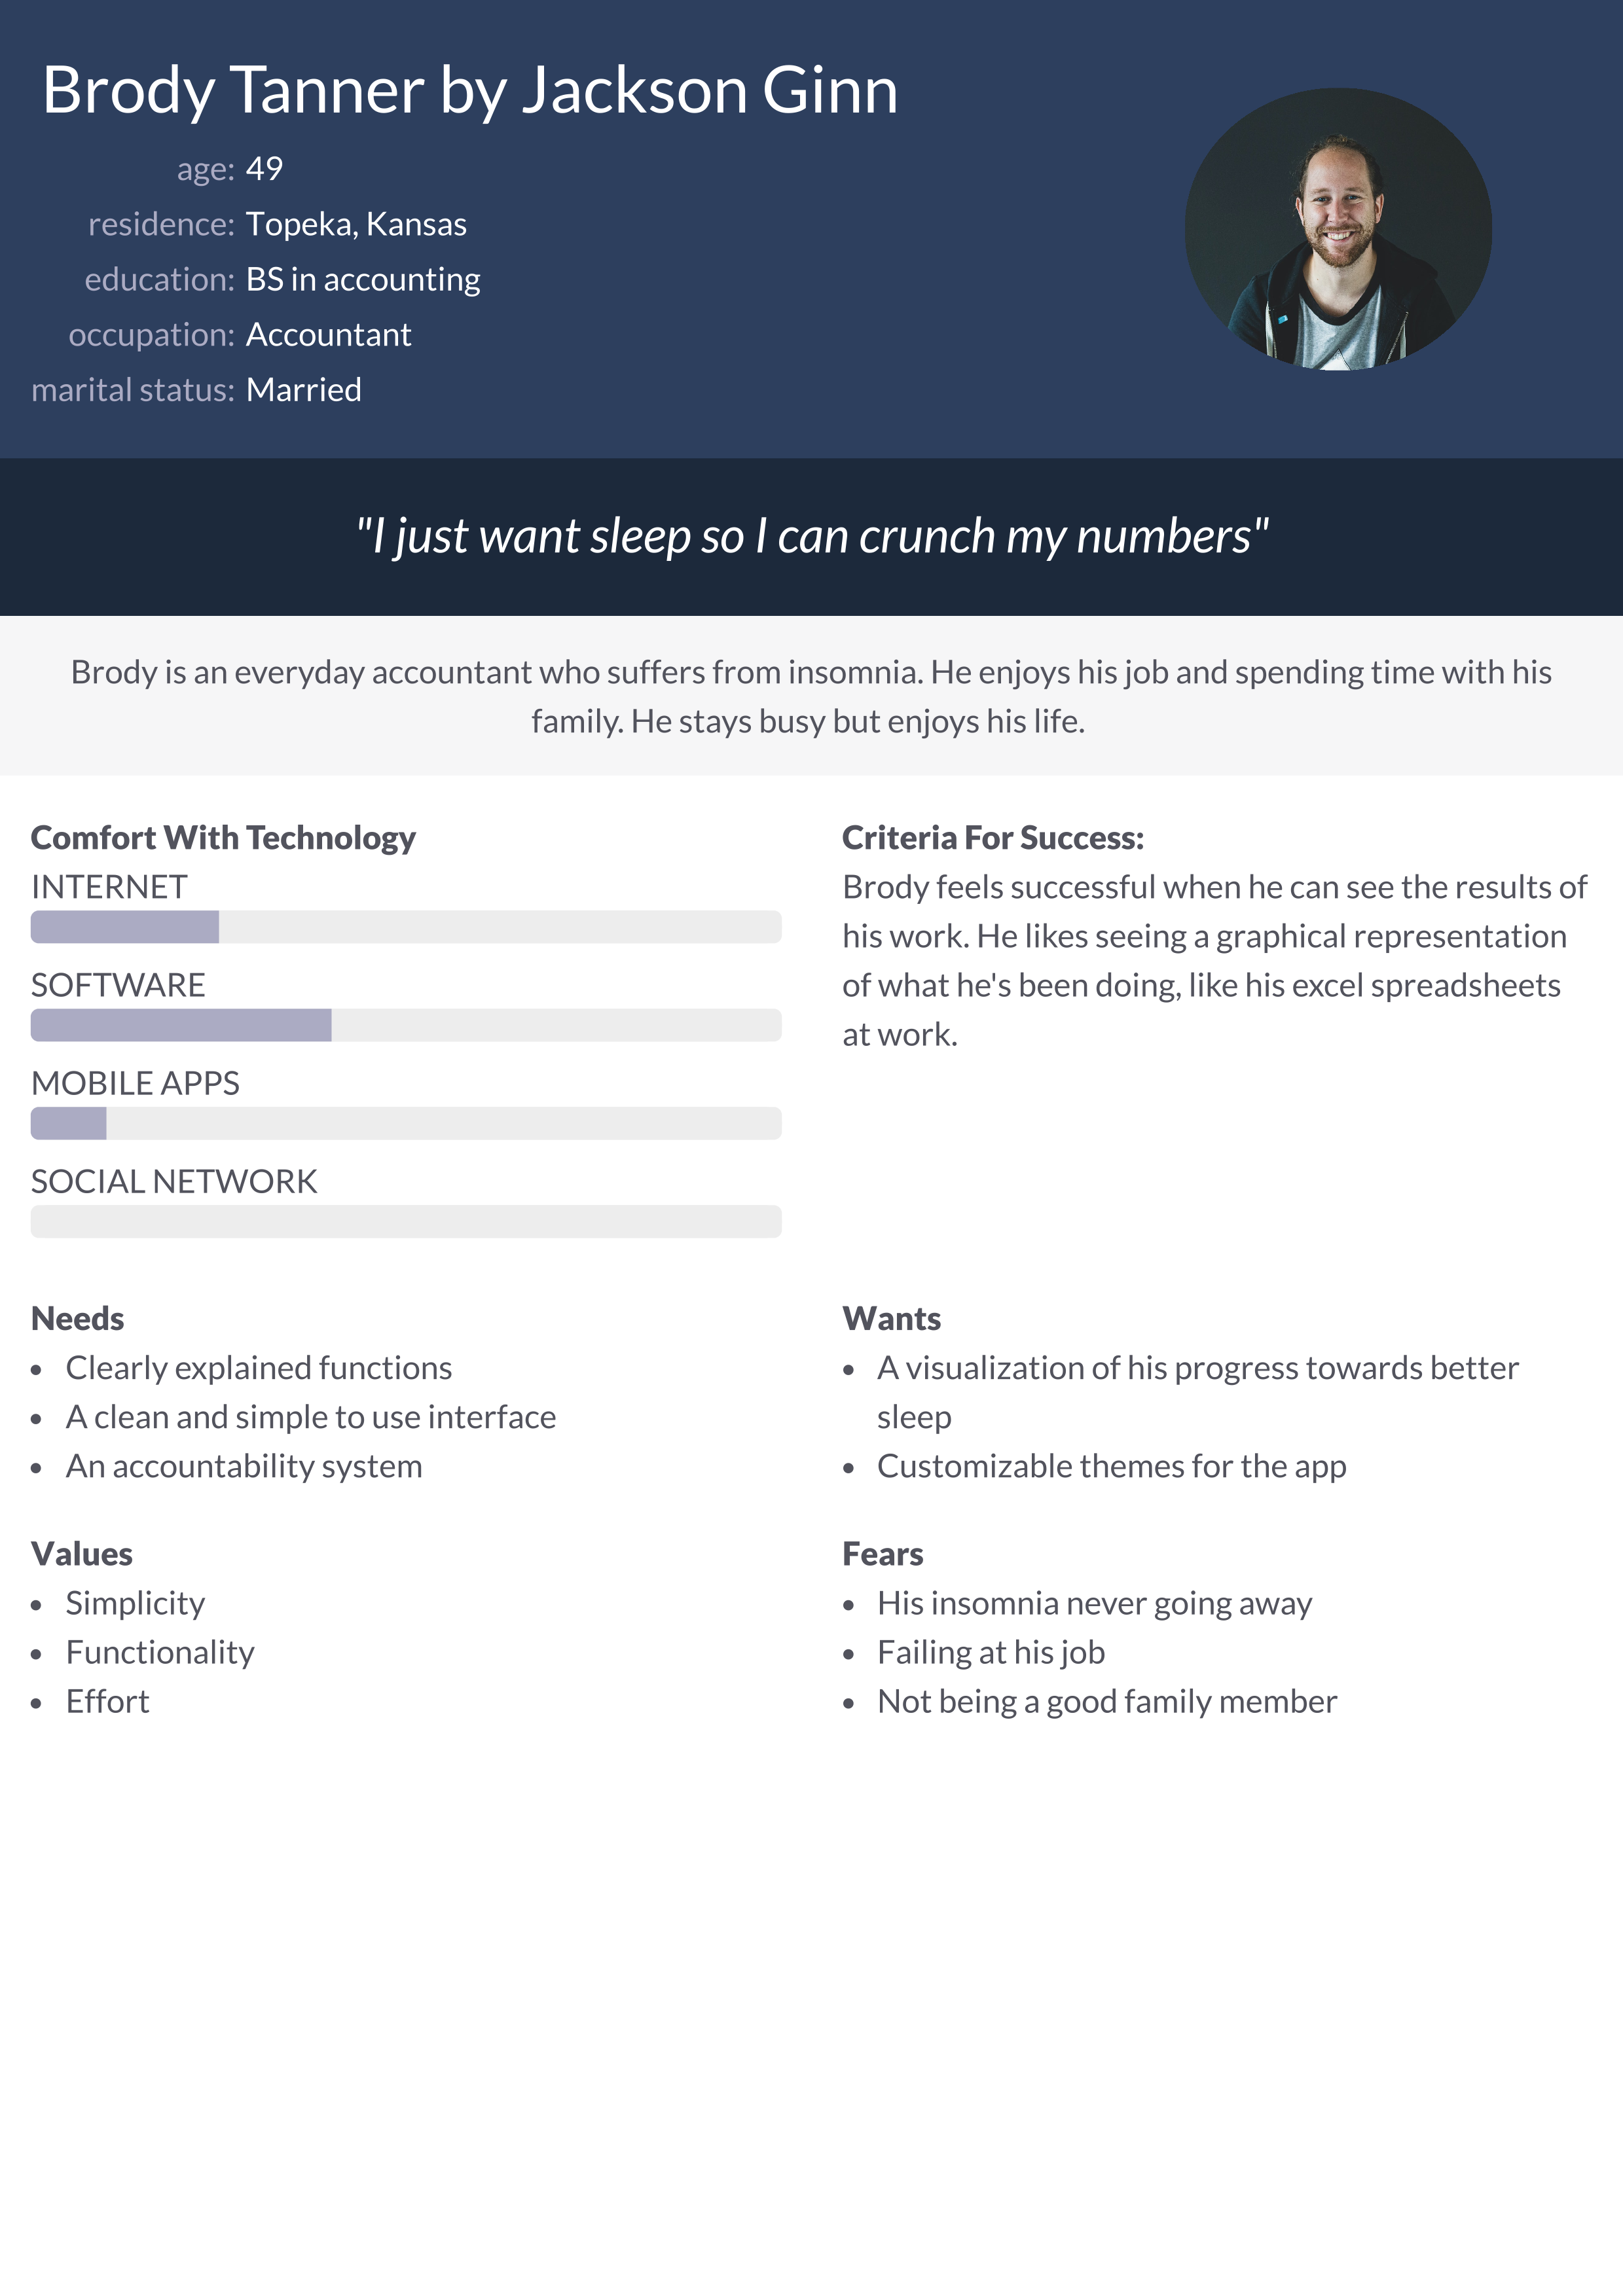 Brody Tanner by Jackson Ginn
age: 49
residence: Topeka, Kansas
education: BS in accounting
occupation: Accountant
marital status: Married
"I just want sleep so I can crunch my numbers"
Brody is an everyday accountant who suffers from insomnia. He enjoys his job and spending time with his
family. He stays busy but enjoys his life.
Comfort With Technology
INTERNET
SOFTWARE
MOBILE APPS
SOCIAL NETWORK
Criteria For Success:
Brody feels successful when he can see the results of
his work. He likes seeing a graphical representation
of what he's been doing, like his excel spreadsheets
at work.
Needs
• Clearly explained functions
• A clean and simple to use interface
• An accountability system
Wants
• A visualization of his progress towards better
sleep
• Customizable themes for the app
Values
• Simplicity
• Functionality
• Effort
Fears
• His insomnia never going away
• Failing at his job
• Not being a good family member